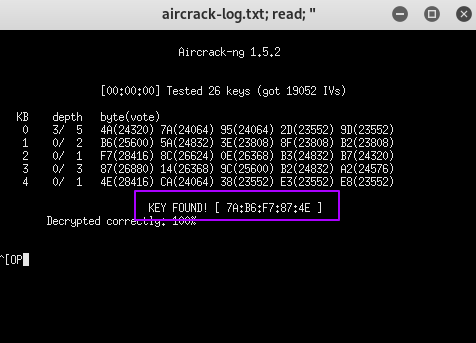 aircrack-log.txt; read; "
Aircrack-ng 1.5.2
[00:00:00] Tested 26 keys (got 19052 IVs)
KB depth byte(vote)
0 3/ 5 4A(24320) 7A(24064) 95(24064) 2D(23552) 9D(23552)
1 0/ 2 B6(25600) 5A(24832) 3E(23808) 8F(23808) B2(23808)
2 0/ 1 F7(28416) 8C(26624) 0E(26368) B3(24832) B7(24320)
3 0/ 3 87(26880) 14(26368) 9C(25600) B2(24832) A2(24576)
4 0/ 1 4E(28416) CA(24064) 38(23552) E3(23552) E8(23552)
KEY FOUND! [ 7A:B6:F7:87:4E ]
Decrypted correctly: 100%
^[OP